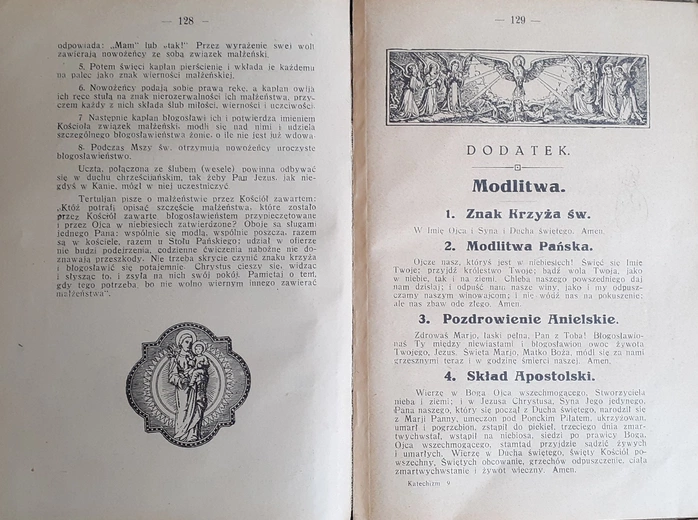 — 128 —
odpowiada: „Mam" lub „tak!" Przez wyrażenie swej woli
zawierają nowożeńcy ze sobą związek małżeński.
5. Potem święci kapłan pierścienie i wkłada je każdemu
na palec jako znak wierności małżeńskiej.
6. Nowożeńcy podają sobie prawą rękę, a kapłan owija
ich ręce stułą na znak nierozerwalności ich małżeństwa, przy-
czem każdy z nich składa ślub miłości, wierności i uczciwości.
7 Następnie kapłan błogosławi ich i potwierdza imieniem
Kościoła związek małżeński, modli się nad nimi i udziela
szczególnego błogosławieństwa żonie, o ile nie jest już wdową.
8. Podczas Mszy św. otrzymują nowożeńcy uroczyste
błogosławieństwo.
Uczta, połączona ze ślubem (wesele) powinna odbywać
się w duchu chrześcijańskim, tak żeby Pan Jezus, jak nie-
gdyś w Kanie, mógł w niej uczestniczyć.
Tertuljan pisze o małżeństwie przez Kościół zawartem:
„Któż potrafi opisać szczęście małżeństwa, które zostało
przez Kościół zawarte błogosławieństwem przypieczętowane
i przez Ojca w niebiesiech zatwierdzone? Oboje są sługami
jednego Pana: wspólnie się modlą, wspólnie poszczą, razem
są w kościele, razem u Stołu Pańskiego; udział w ofierze
nie budzi podejrzenia, codzienne ćwiczenia nabożne nie do-
znawają przeszkody. Nie trzeba skrycie czynić znaku krzyża
i błogosławić się potajemnie. Chrystus cieszy się, widząc
i słysząc to, i zsyła na nich swój pokój. Pamiętaj o tem,
gdy tego potrzeba, bo nie wolno wiernym innego zawierać
małżeństwa".
— 129 —
DODATEK.
Modlitwa.
1. Znak Krzyża św.
W Imię Ojca i Syna i Ducha świętego. Amen.
2. Modlitwa Pańska.
Ojcze nasz, któryś jest w niebiesiech! Święć się Imię
Twoje; przyjdź królestwo Twoje; bądź wola Twoja, jako
w niebie, tak i na ziemi. Chleba naszego powszedniego daj
nam dzisiaj; i odpuść nam nasze winy, jako i my odpusz-
czamy naszym winowajcom; i nie wódź nas na pokuszenie;
ale nas zbaw ode złego. Amen.
3. Pozdrowienie Anielskie.
Zdrowaś Marjo, łaski pełna, Pan z Toba! Błogosławio-
naś Ty między niewiastami i błogosławion owoc żywota
Twojego, Jezus. Święta Marjo, Matko Boża, módl się za nami
grzesznymi teraz i w godzinę śmierci naszej. Amen.
4. Skład Apostolski.
Wierzę w Boga, Ojca wszechmogącego, Stworzyciela
nieba i ziemi; i w Jezusa Chrystusa, Syna Jego jedynego,
Pana naszego, który się począł z Ducha świętego, narodził się
z Marji Panny, umęczon pod Ponckim Piłatem, ukrzyżowan,
umarł i pogrzebion, zstąpił do piekieł, trzeciego dnia zmar-
twychwstał, wstąpił na niebiosa, siedzi po prawicy Boga,
Ojca wszechmogącego, stamtąd przyjdzie sądzić żywych
i umarłych. Wierzę w Ducha świętego, święty Kościół po-
wszechny, Świętych obcowanie, grzechów odpuszczenie, ciała
zmartwychwstanie i żywot wieczny. Amen.
Katechizm 9